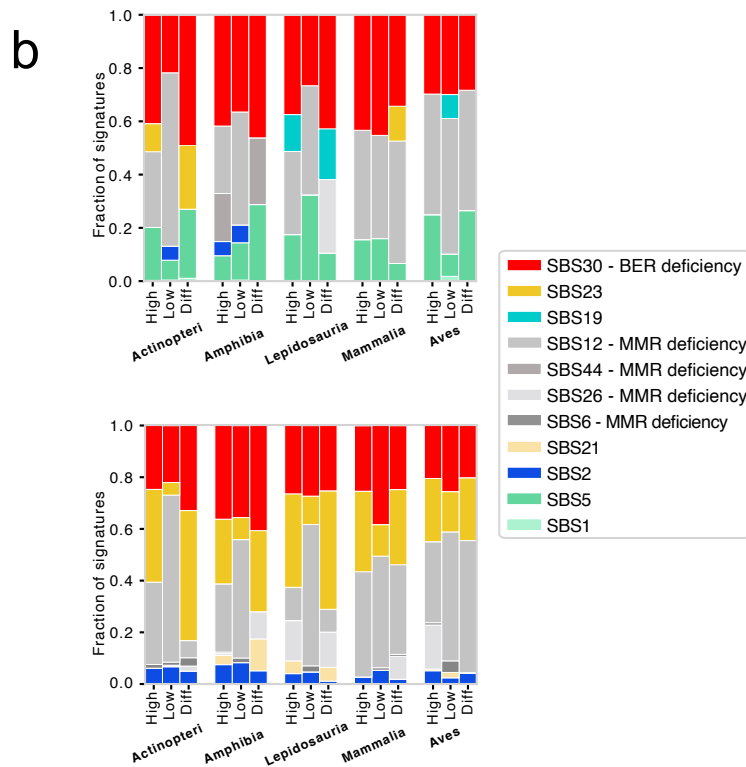 b
1.0
0.8
0.6
0.4
0.2
0.0
Fraction of signatures
High Low Diff High Low Diff High Low Diff High Low Diff High Low Diff
Actinopteri Amphibia Lepidosauria Mammalia Aves
SBS30 - BER deficiency
SBS23
SBS19
SBS12 - MMR deficiency
SBS44 - MMR deficiency
SBS26 - MMR deficiency
SBS6 - MMR deficiency
SBS21
SBS2
SBS5
SBS1
1.0
0.8
0.6
0.4
0.2
0.0
Fraction of signatures
High Low Diff High Low Diff High Low Diff High Low Diff High Low Diff
Actinopteri Amphibia Lepidosauria Mammalia Aves